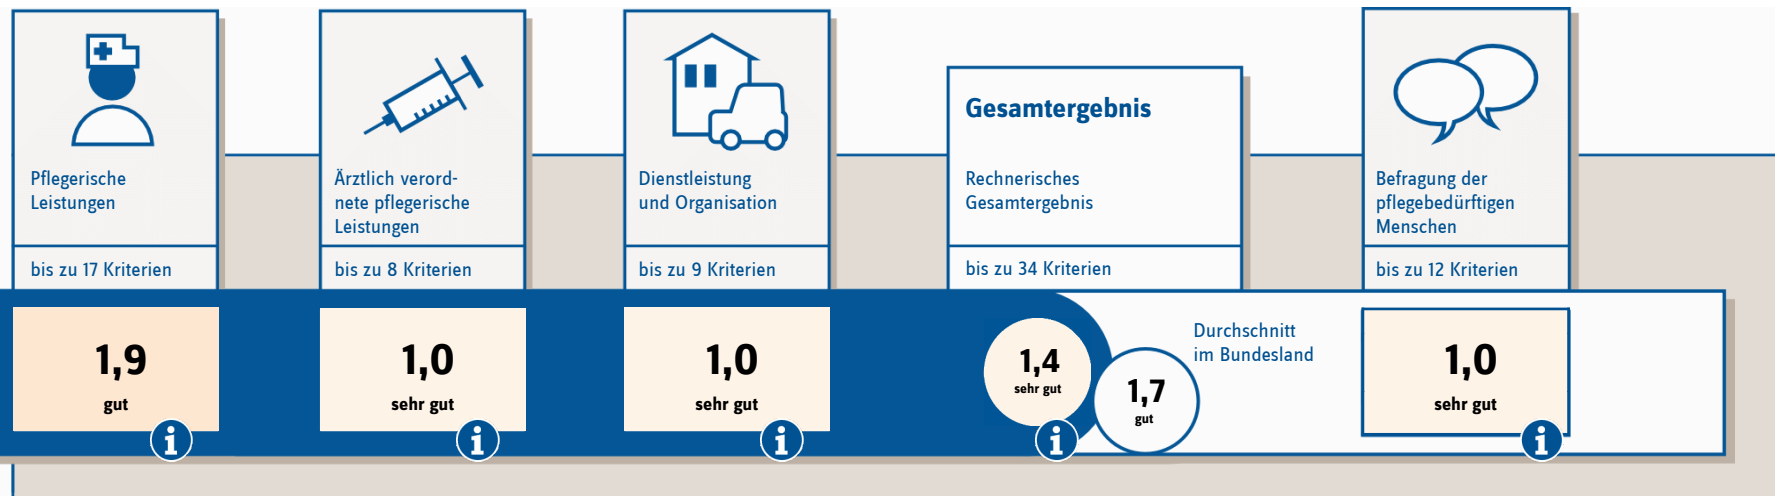 Pflegerische
Leistungen
bis zu 17 Kriterien
1,9
gut
Ärztlich verord-
nete pflegerische
Leistungen
bis zu 8 Kriterien
1,0
sehr gut
Dienstleistung
und Organisation
bis zu 9 Kriterien
1,0
sehr gut
Gesamtergebnis
Rechnerisches
Gesamtergebnis
bis zu 34 Kriterien
1,4
sehr gut
Durchschnitt
im Bundesland
1,7
gut
Befragung der
pflegebedürftigen
Menschen
bis zu 12 Kriterien
1,0
sehr gut